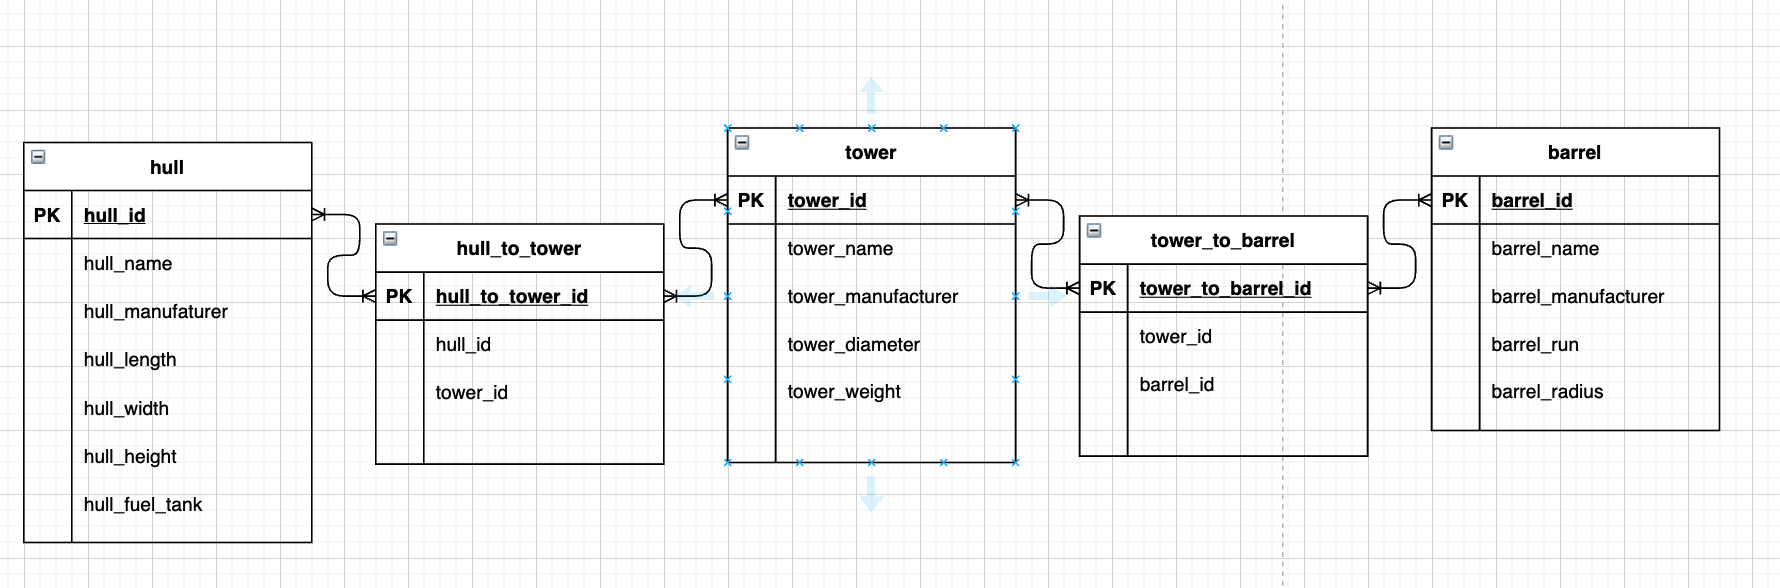 hull
PK hull_id
hull_name
hull_manufaturer
hull_length
hull_width
hull_height
hull_fuel_tank
hull_to_tower
PK hull_to_tower_id
hull_id
tower_id
tower
PK tower_id
tower_name
tower_manufacturer
tower_diameter
tower_weight
tower_to_barrel
PK tower_to_barrel_id
tower_id
barrel_id
barrel
PK barrel_id
barrel_name
barrel_manufacturer
barrel_run
barrel_radius